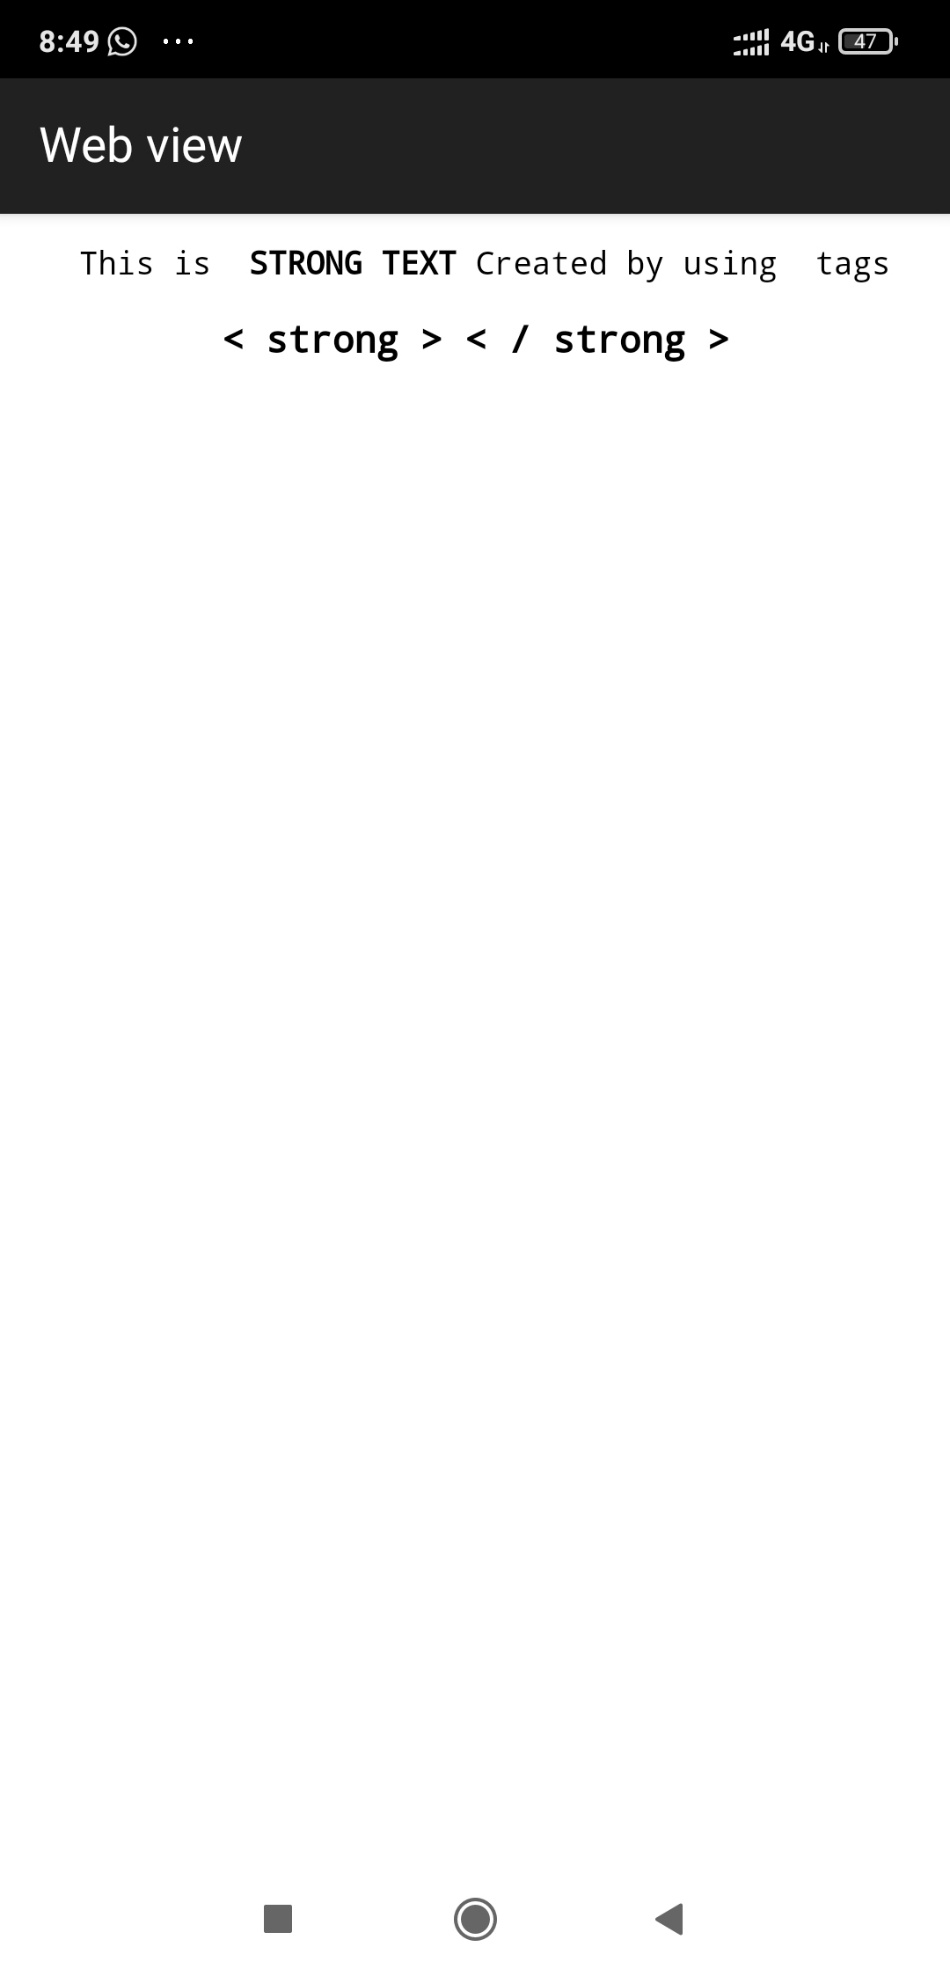 8:49 ... 4G 47
Web view
This is STRONG TEXT Created by using tags
< strong > < / strong >